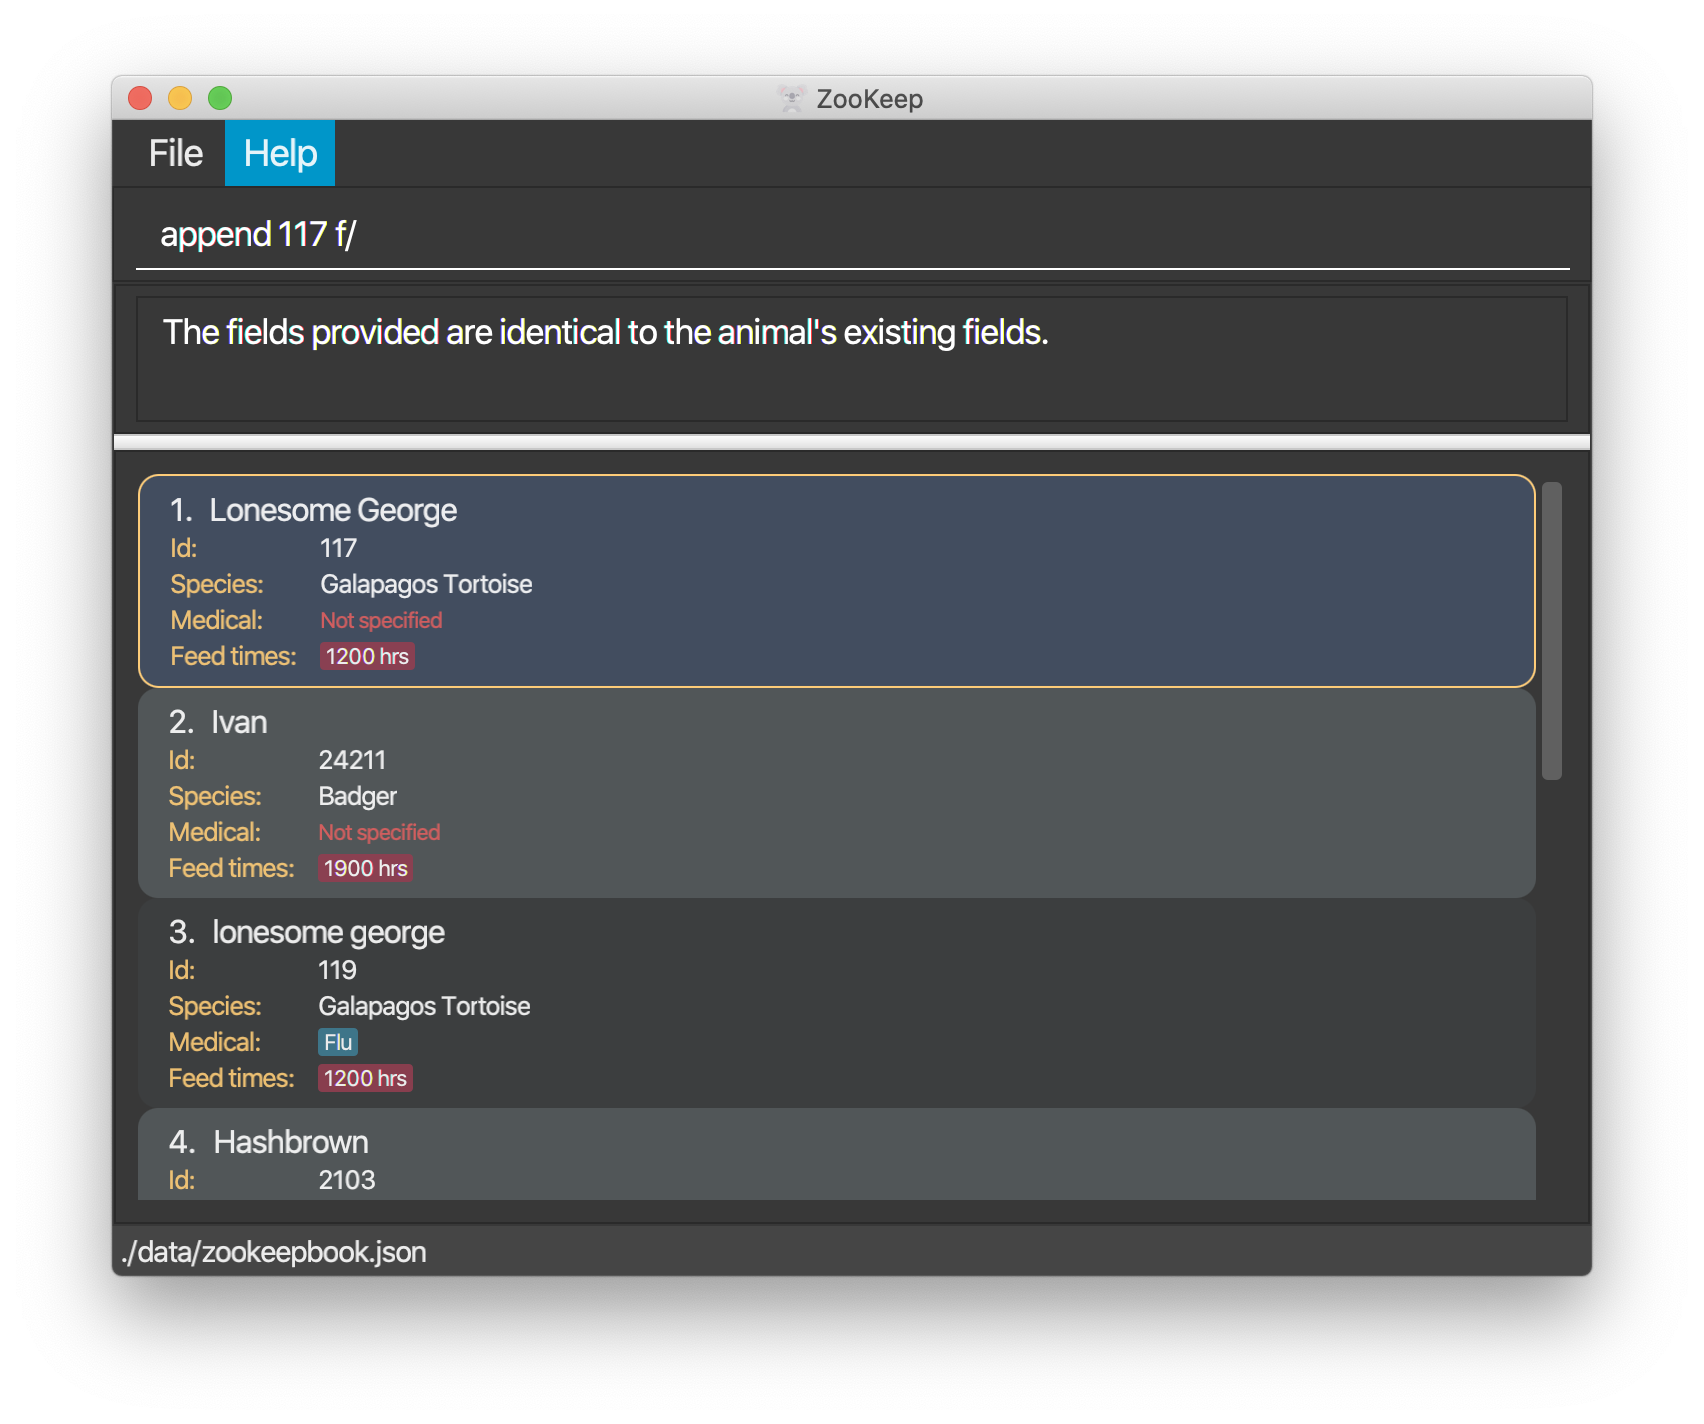 ZooKeep
File Help
append 117 f/
The fields provided are identical to the animal's existing fields.
1. Lonesome George
Id: 117
Species: Galapagos Tortoise
Medical: Not specified
Feed times: 1200 hrs
2. Ivan
Id: 24211
Species: Badger
Medical: Not specified
Feed times: 1900 hrs
3. lonesome george
Id: 119
Species: Galapagos Tortoise
Medical: Flu
Feed times: 1200 hrs
4. Hashbrown
Id: 2103
./data/zookeepbook.json